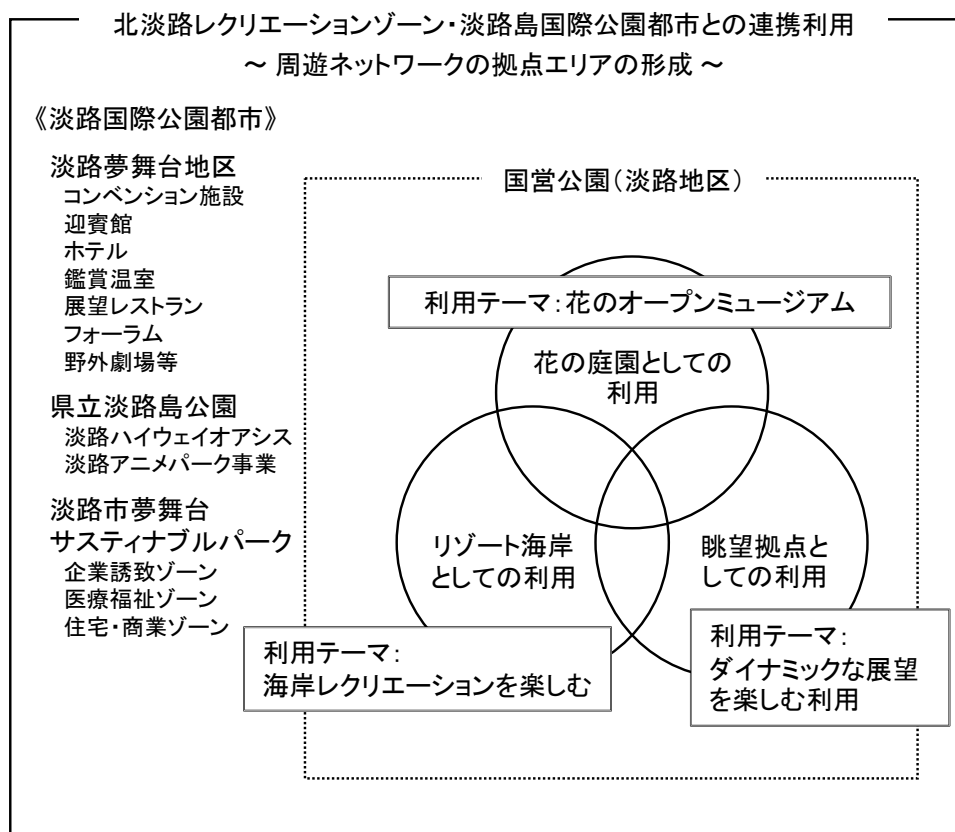 北淡路レクリエーションゾーン・淡路島国際公園都市との連携利用
～ 周遊ネットワークの拠点エリアの形成 ～
《淡路国際公園都市》
淡路夢舞台地区
コンベンション施設
迎賓館
ホテル
鑑賞温室
展望レストラン
フォーラム
野外劇場等
県立淡路島公園
淡路ハイウェイオアシス
淡路アニメパーク事業
淡路市夢舞台
サスティナブルパーク
企業誘致ゾーン
医療福祉ゾーン
住宅・商業ゾーン
国営公園（淡路地区）
利用テーマ：花のオープンミュージアム
花の庭園としての
利用
リゾート海岸
としての利用
眺望拠点と
しての利用
利用テーマ：
海岸レクリエーションを楽しむ
利用テーマ：
ダイナミックな展望
を楽しむ利用